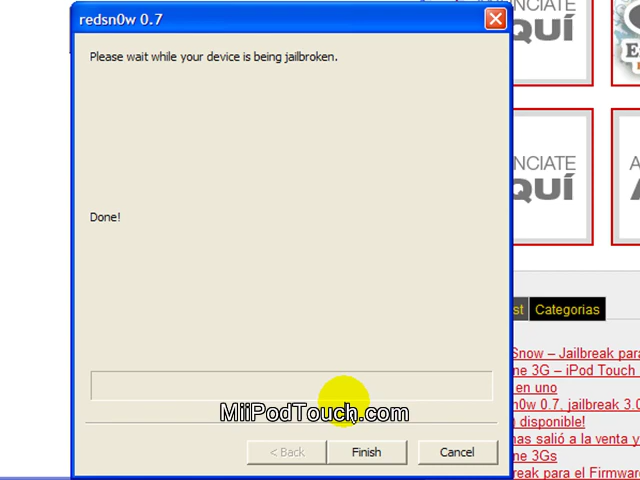 redsn0w 0.7
Please wait while your device is being jailbroken.
Done!
MiiPodTouch.com
< Back
Finish
Cancel
NCIATE
QUÍ
NCIATE
QUÍ
A
A
E
st
Categorias
Snow – Jailbreak para
ne 3G – iPod Touch
en uno
n0w 0.7, jailbreak 3.0
disponible!
mas salió a la venta y
ne 3Gs
reak para el Firmware